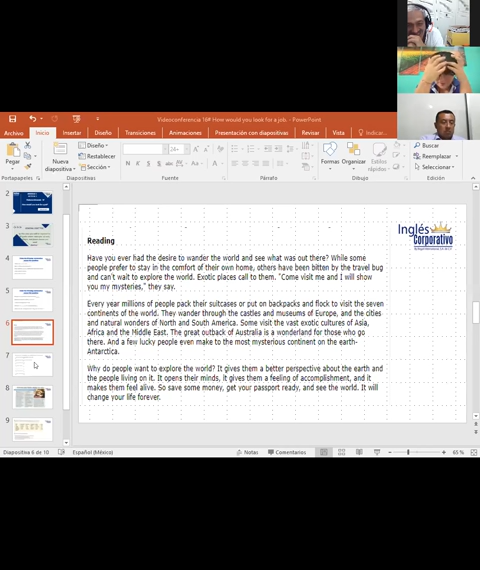 Videoconferencia 16# How would you look for a job. - PowerPoint
Archivo Inicio Insertar Diseño Transiciones Animaciones Presentación con diapositivas Revisar Vista Indicar...
Pegar
Nueva diapositiva
Diseño
Restablecer
Sección
24
N K S
Formas Organizar Estilos rápidos
Buscar
Reemplazar
Seleccionar
Portapapeles Diapositivas Fuente Párrafo Dibujo Edición
2
3
4
5
6
7
8
9
Inglés
Corporativo
Reading
Have you ever had the desire to wander the world and see what was out there? While some
people prefer to stay in the comfort of their own home, others have been bitten by the travel bug
and can't wait to explore the world. Exotic places call to them. "Come visit me and I will show
you my mysteries," they say.
Every year millions of people pack their suitcases or put on backpacks and flock to visit the seven
continents of the world. They wander through the castles and museums of Europe, and the cities
and natural wonders of North and South America. Some visit the vast exotic cultures of Asia,
Africa and the Middle East. The great outback of Australia is a wonderland for those who go
there. And a few lucky people even make to the most mysterious continent on the earth-
Antarctica.
Why do people want to explore the world? It gives them a better perspective about the earth and
the people living on it. It opens their minds, it gives them a feeling of accomplishment, and it
makes them feel alive. So save some money, get your passport ready, and see the world. It will
change your life forever.
Diapositiva 6 de 10 Español (México) Notas Comentarios 65 %